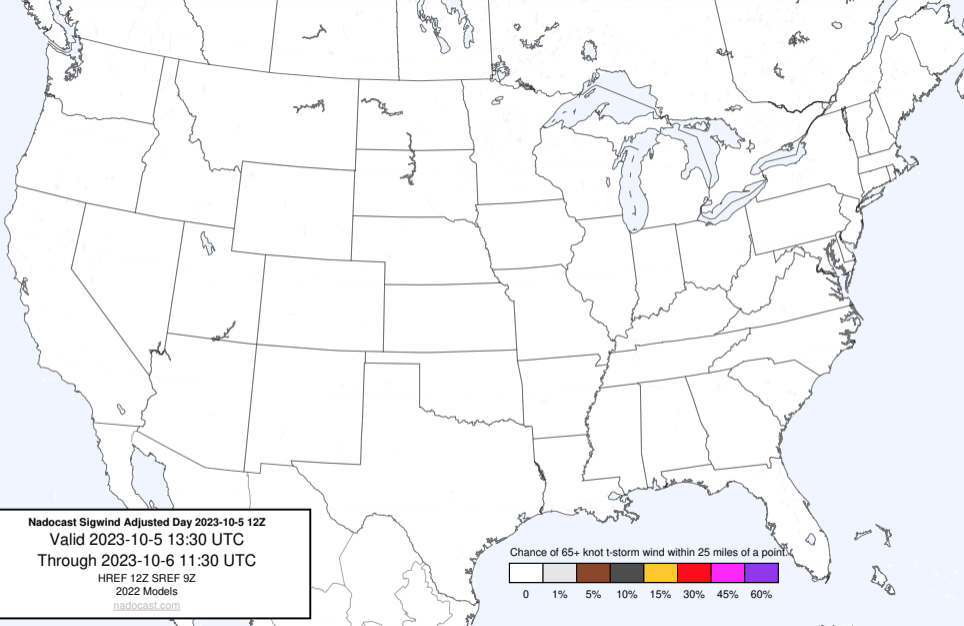 Nadocast Sigwind Adjusted Day 2023-10-5 12Z
Valid 2023-10-5 13:30 UTC
Through 2023-10-6 11:30 UTC
HREF 12Z SREF 9Z
2022 Models
nadocast.com
Chance of 65+ knot t-storm wind within 25 miles of a point.
0 1% 5% 10% 15% 30% 45% 60%